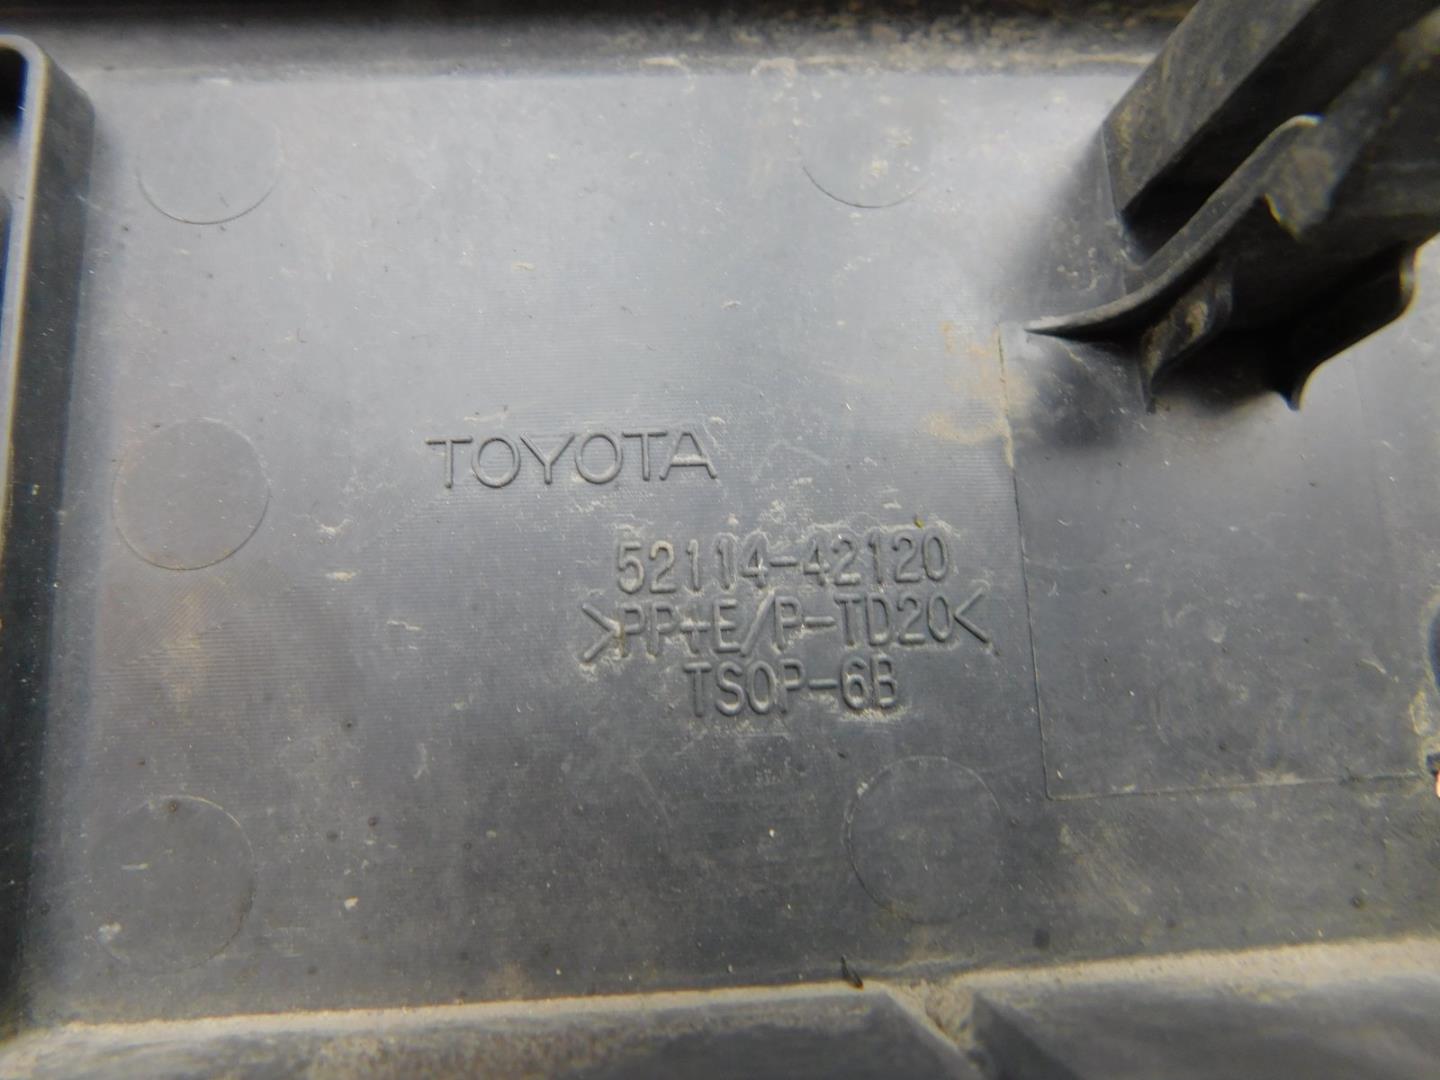 TOYOTA
52114-42120
>PP+E/P-TD20<
TSOP-6B